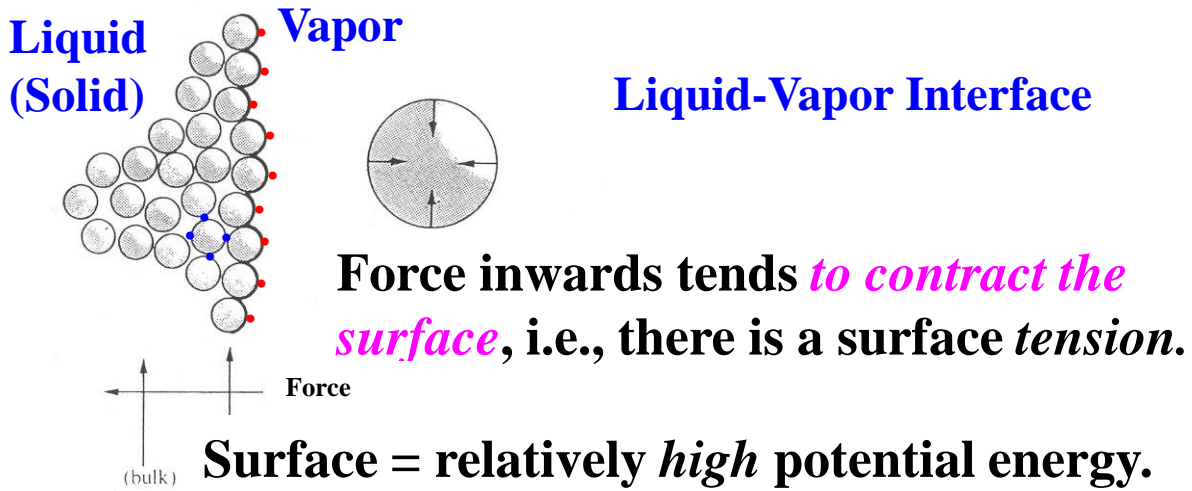 Liquid
(Solid)
Vapor
Liquid-Vapor Interface
Force inwards tends to contract the
surface, i.e., there is a surface tension.
Force
Surface = relatively high potential energy.
(bulk)